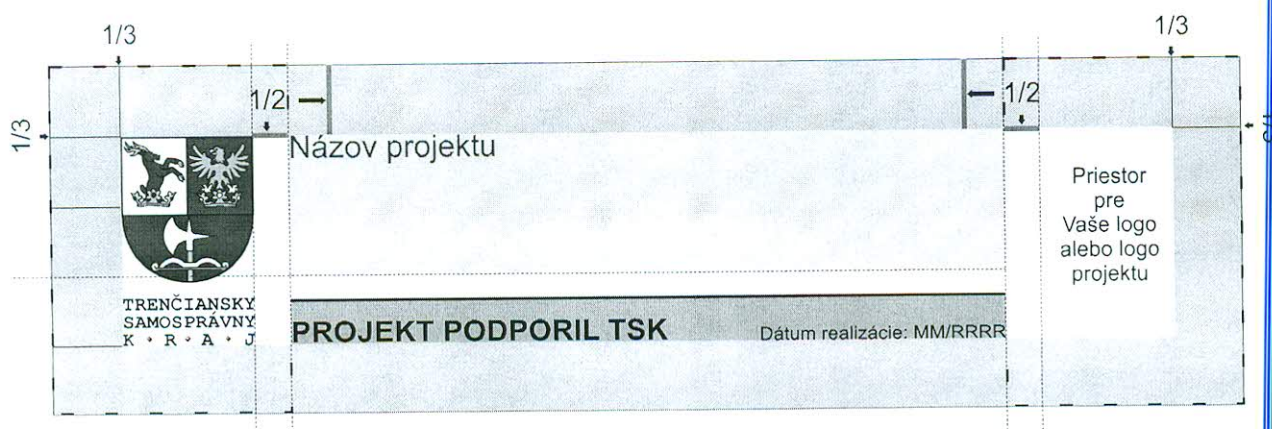 1/3
1/3
1/2
1/2
1/3
Názov projektu
Priestor
pre
Vaše logo
alebo logo
projektu
TRENČIANSKY
SAMOSPRÁVNY
K · R · A · J
PROJEKT PODPORIL TSK
Dátum realizácie: MM/RRRR